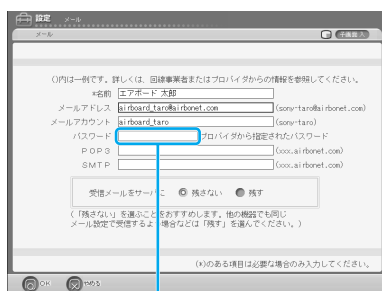 設定 メール
メール 子画面入
()内は一例です。詳しくは、回線事業者またはプロバイダからの情報を参照してください。
*名前 エアボード 太郎
メールアドレス airboard_taro@airbonet.com (sony-taro@airbonet.com)
メールアカウント airboard_taro (sony-taro)
パスワード プロバイダから指定されたパスワード
POP3 (xxx.airbonet.com)
SMTP (xxx.airbonet.com)
受信メールをサーバに 残さない 残す
(「残さない」を選ぶことをおすすめします。他の機器でも同じ
メール設定で受信するよ 場合などは「残す」を選んでください。)
(*)のある項目は必要な場合のみ入力してください。
OK やめる